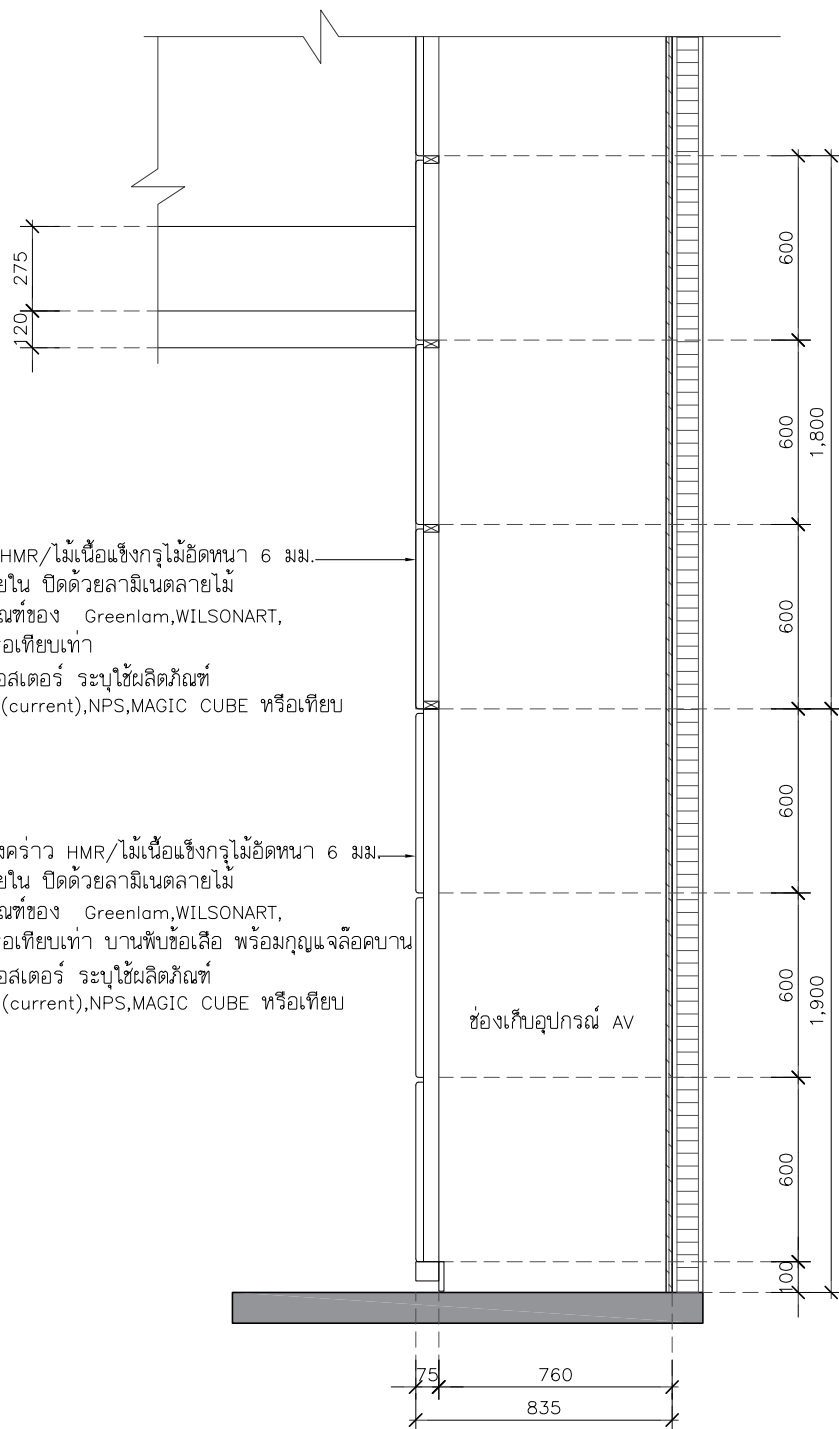 600
275
120
600
1,800
HMR/ไม้เนื้อแข็งกรุไม้อัดหนา 6 มม.
ยใน ปิดด้วยลามิเนตลายไม้
ณฑ์ของ Greenlam,WILSONART,
รือเทียบเท่า
อสเตอร์ ระบุใช้ผลิตภัณฑ์
(current),NPS,MAGIC CUBE หรือเทียบ
600
600
งคร่าว HMR/ไม้เนื้อแข็งกรุไม้อัดหนา 6 มม.
ยใน ปิดด้วยลามิเนตลายไม้
ณฑ์ของ Greenlam,WILSONART,
รือเทียบเท่า บานพับข้อเสือ พร้อมกุญแจล๊อคบาน
อสเตอร์ ระบุใช้ผลิตภัณฑ์
(current),NPS,MAGIC CUBE หรือเทียบ
ช่องเก็บอุปกรณ์ AV
600
1,900
600
100
75
760
835